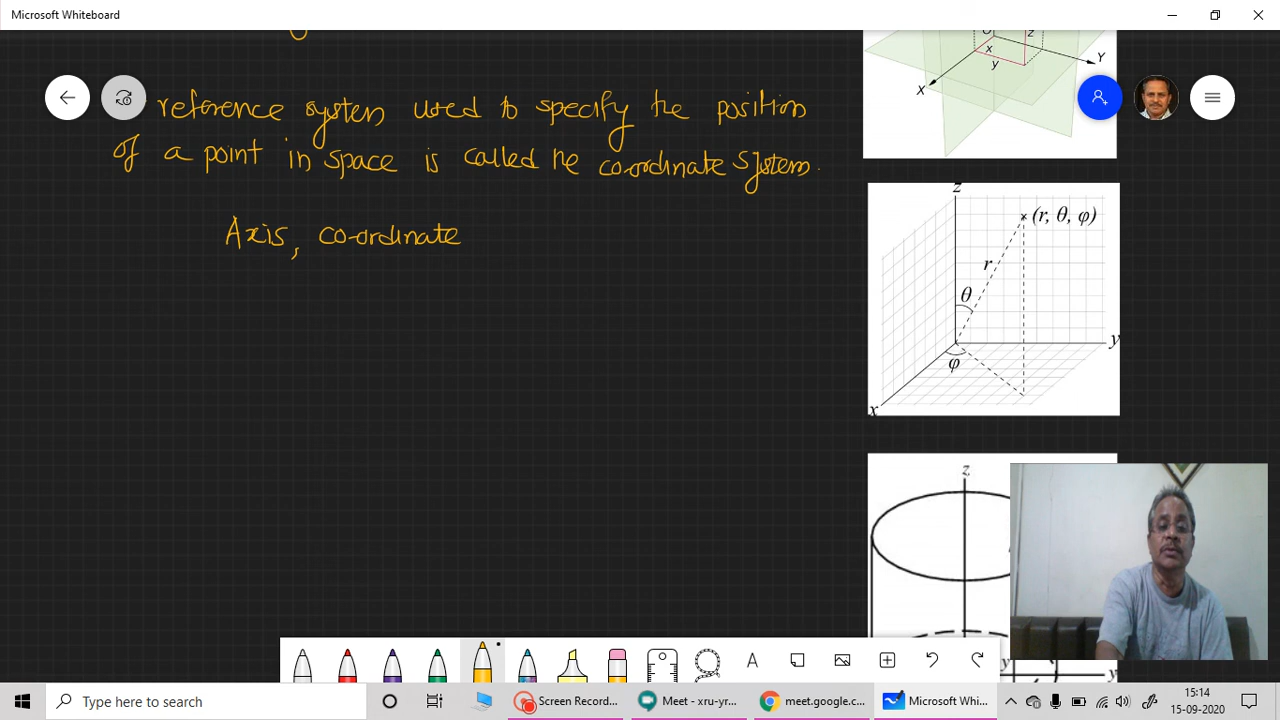 Microsoft Whiteboard
reference system used to specify the position
of a point in space is called the co-ordinate system.
Axis, co-ordinate
z
x
y
X
Y
z
(r, θ, φ)
r
θ
y
φ
x
z
y
y
A
Type here to search
Screen Record...
Meet - xru-yr...
meet.google.c...
Microsoft Whi...
15:14
15-09-2020